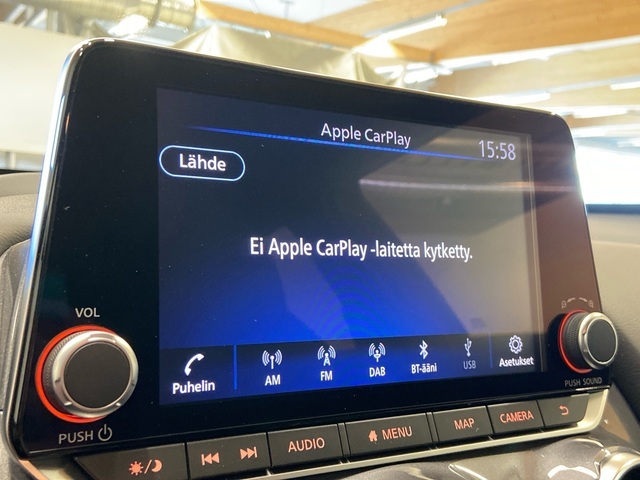 Apple CarPlay
15:58
Lähde
Ei Apple CarPlay -laitetta kytketty.
VOL
PUSH
Puhelin
AM
FM
DAB
BT-ääni
USB
Asetukset
PUSH SOUND
AUDIO
MENU
MAP
CAMERA